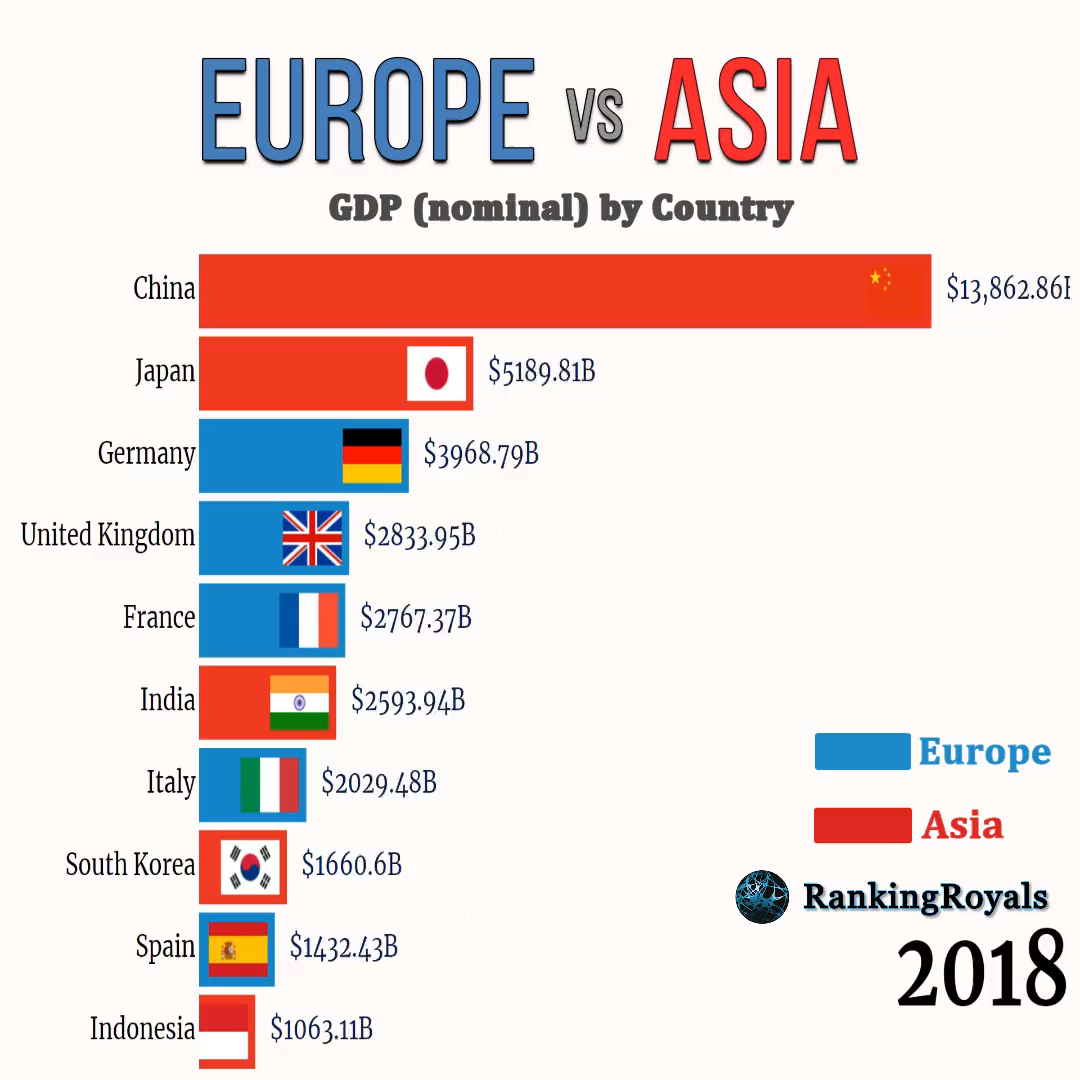 EUROPE VS ASIA
GDP (nominal) by Country
China $13,862.86B
Japan $5189.81B
Germany $3968.79B
United Kingdom $2833.95B
France $2767.37B
India $2593.94B
Italy $2029.48B
South Korea $1660.6B
Spain $1432.43B
Indonesia $1063.11B
Europe
Asia
RankingRoyals
2018